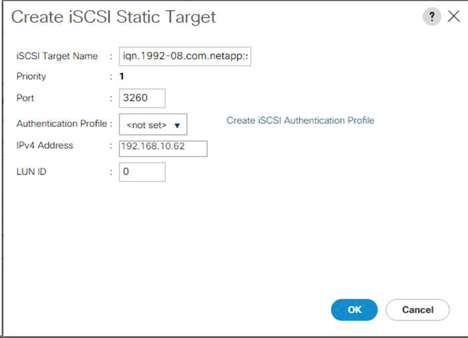 Create iSCSI Static Target
?
iSCSI Target Name : iqn.1992-08.com.netapp:
Priority : 1
Port : 3260
Authentication Profile : <not set> Create iSCSI Authentication Profile
IPv4 Address : 192.168.10.62
LUN ID : 0
OK Cancel